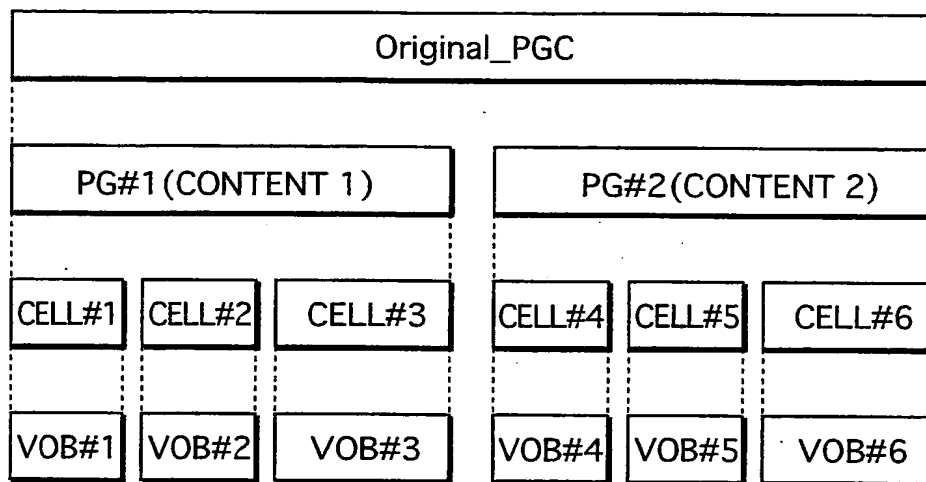 Original_PGC
PG#1(CONTENT 1) PG#2(CONTENT 2)
CELL#1 CELL#2 CELL#3 CELL#4 CELL#5 CELL#6
VOB#1 VOB#2 VOB#3 VOB#4 VOB#5 VOB#6